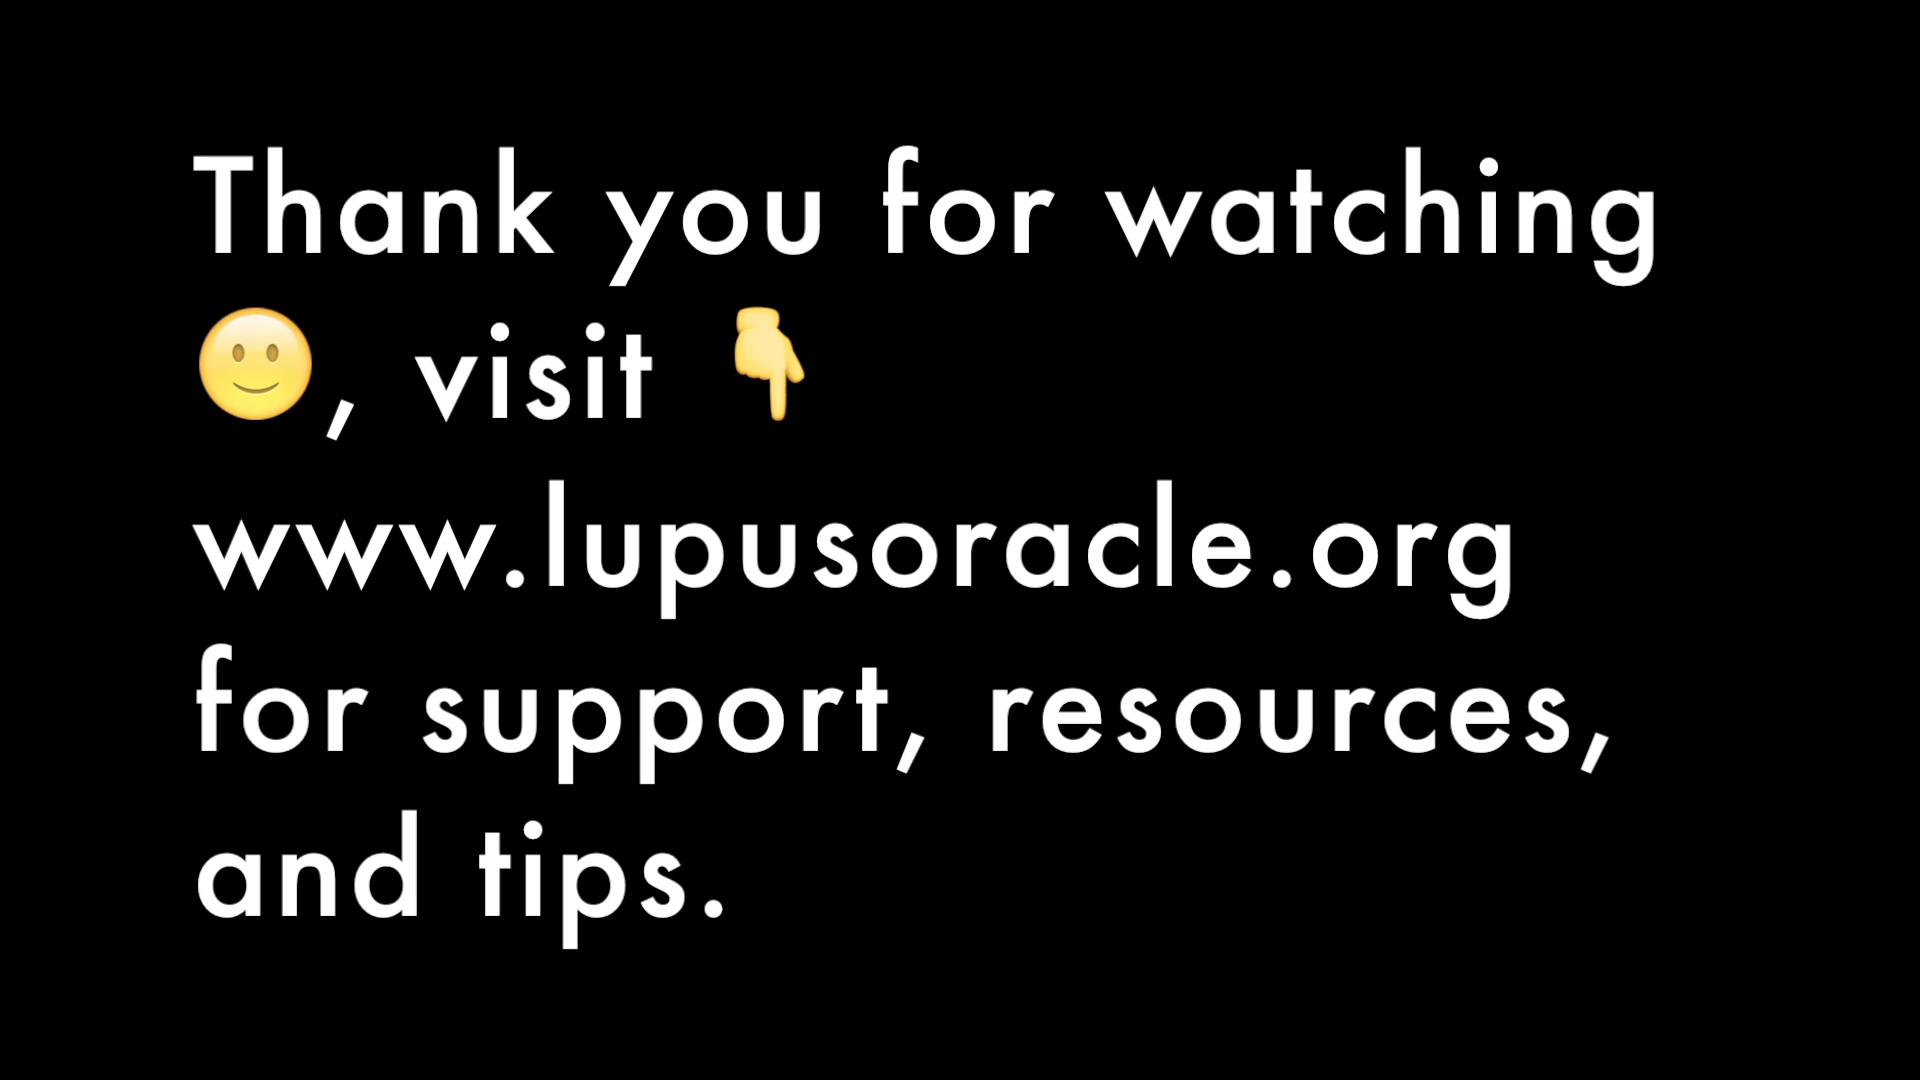 Thank you for watching
🙂, visit 👇
www.lupusoracle.org
for support, resources,
and tips.